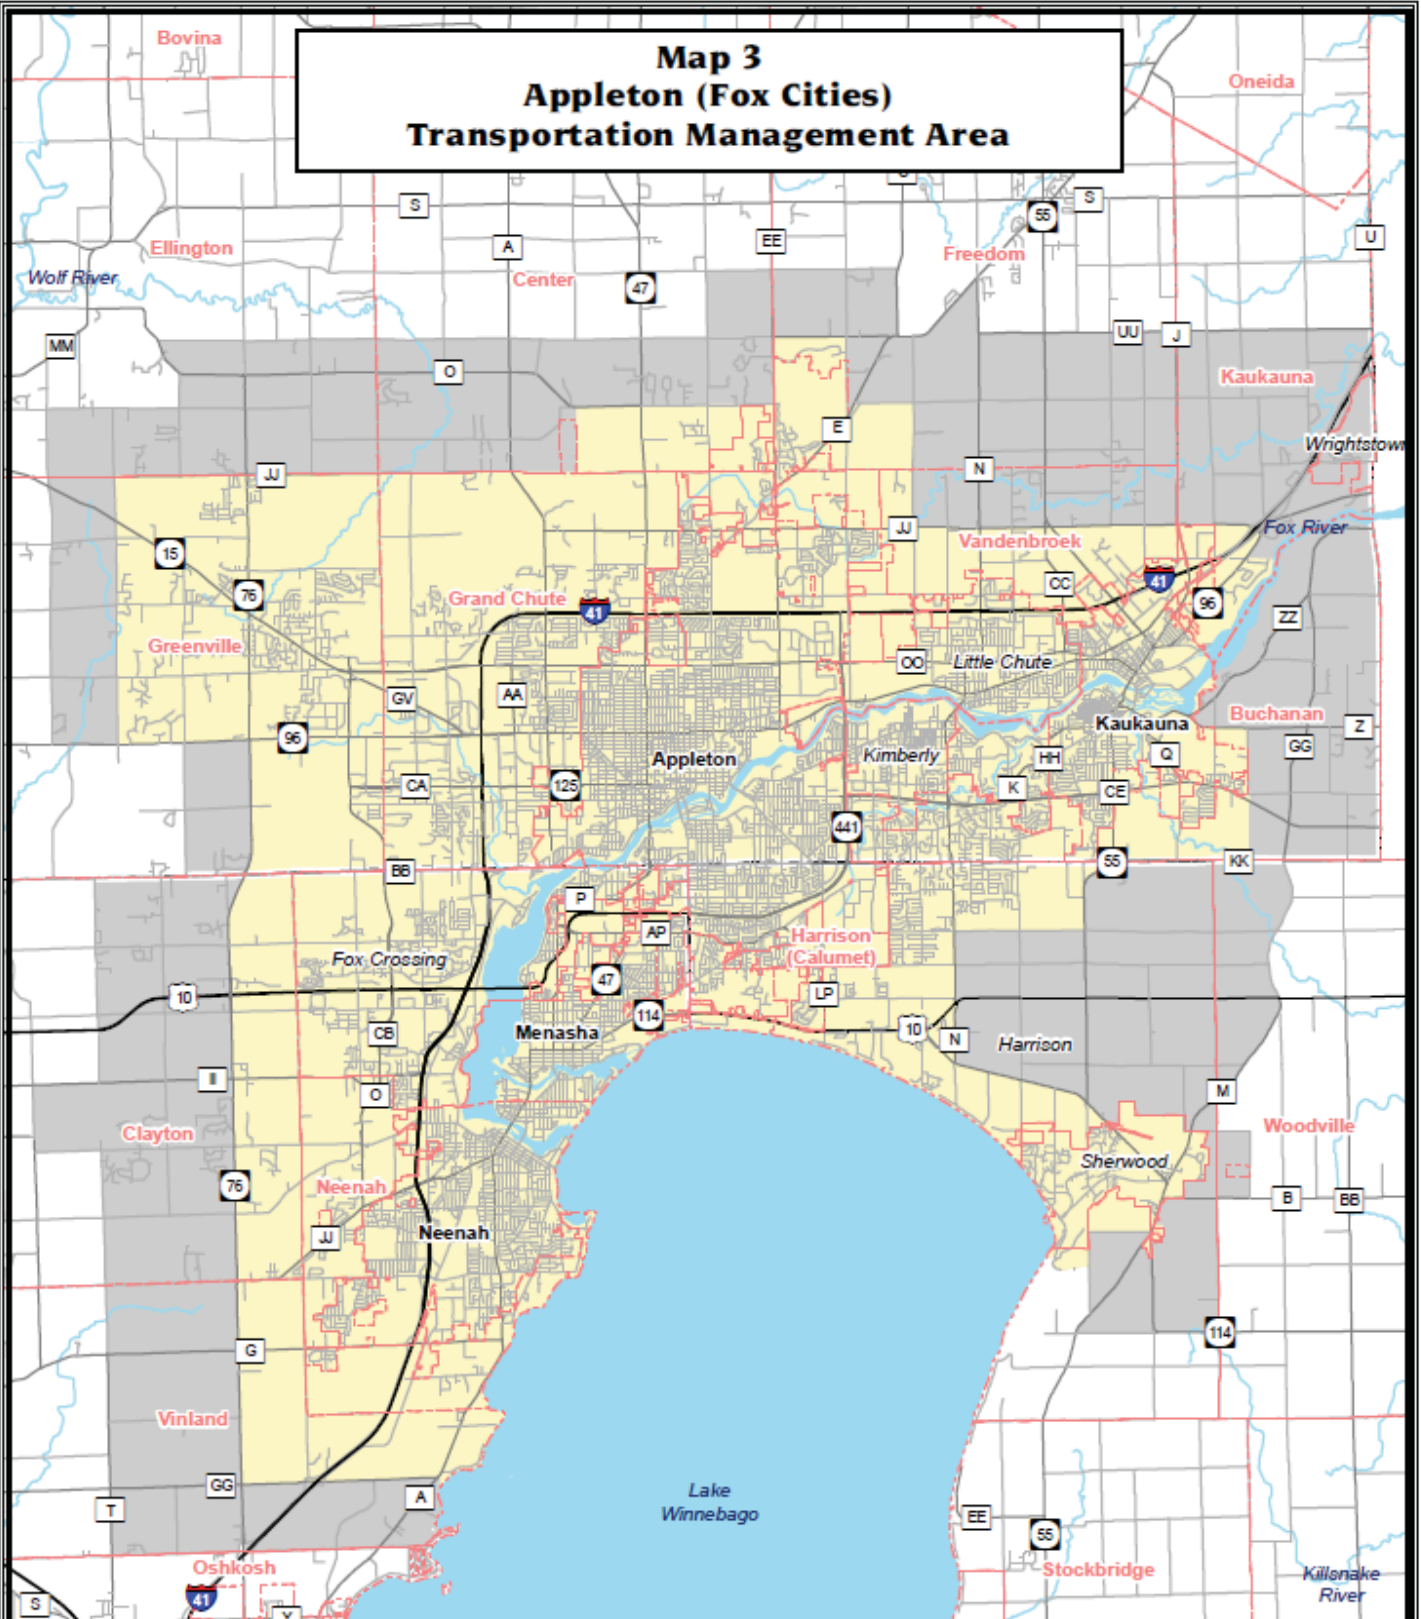 Map 3
Appleton (Fox Cities)
Transportation Management Area
Bovina
Oneida
S
S
55
A
EE
U
Ellington
Freedom
Wolf River
Center
47
MM
UU
J
O
Kaukauna
E
Wrightstown
JJ
N
JJ
Fox River
Vandenbroek
15
CC
41
76
Grand Chute
41
96
ZZ
Greenville
OO
Little Chute
GV
AA
Buchanan
Kaukauna
Z
96
GG
Appleton
Kimberly
HH
Q
CA
125
K
CE
441
BB
55
KK
P
AP
Harrison
(Calumet)
Fox Crossing
47
LP
10
114
Menasha
CB
10
N
Harrison
II
O
M
Clayton
Woodville
Sherwood
76
Neenah
B
BB
Neenah
JJ
114
G
Vinland
GG
Lake
Winnebago
A
T
EE
55
Oshkosh
Stockbridge
Killsnake
River
41
S
Y